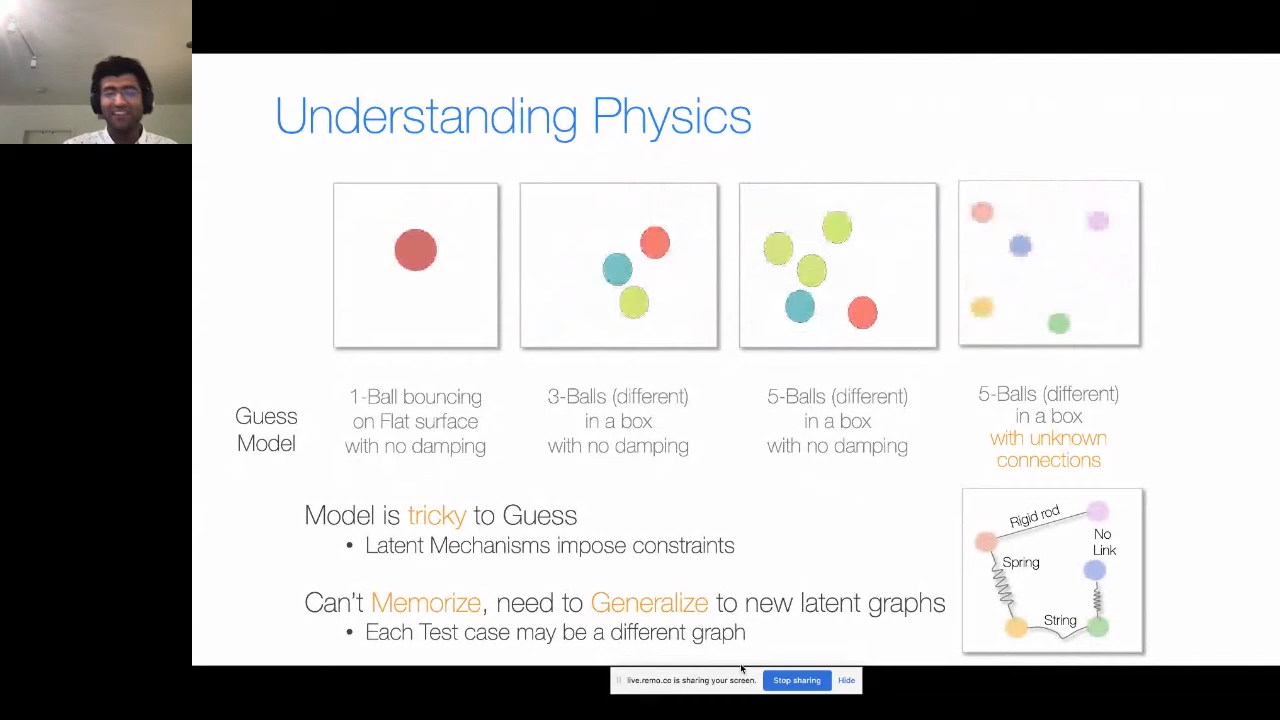 Understanding Physics
Guess
Model
1-Ball bouncing
on Flat surface
with no damping
3-Balls (different)
in a box
with no damping
5-Balls (different)
in a box
with no damping
5-Balls (different)
in a box
with unknown
connections
Model is tricky to Guess
• Latent Mechanisms impose constraints
Can't Memorize, need to Generalize to new latent graphs
• Each Test case may be a different graph
Rigid rod
No
Link
Spring
String
live.remo.co is sharing your screen.
Stop sharing
Hide